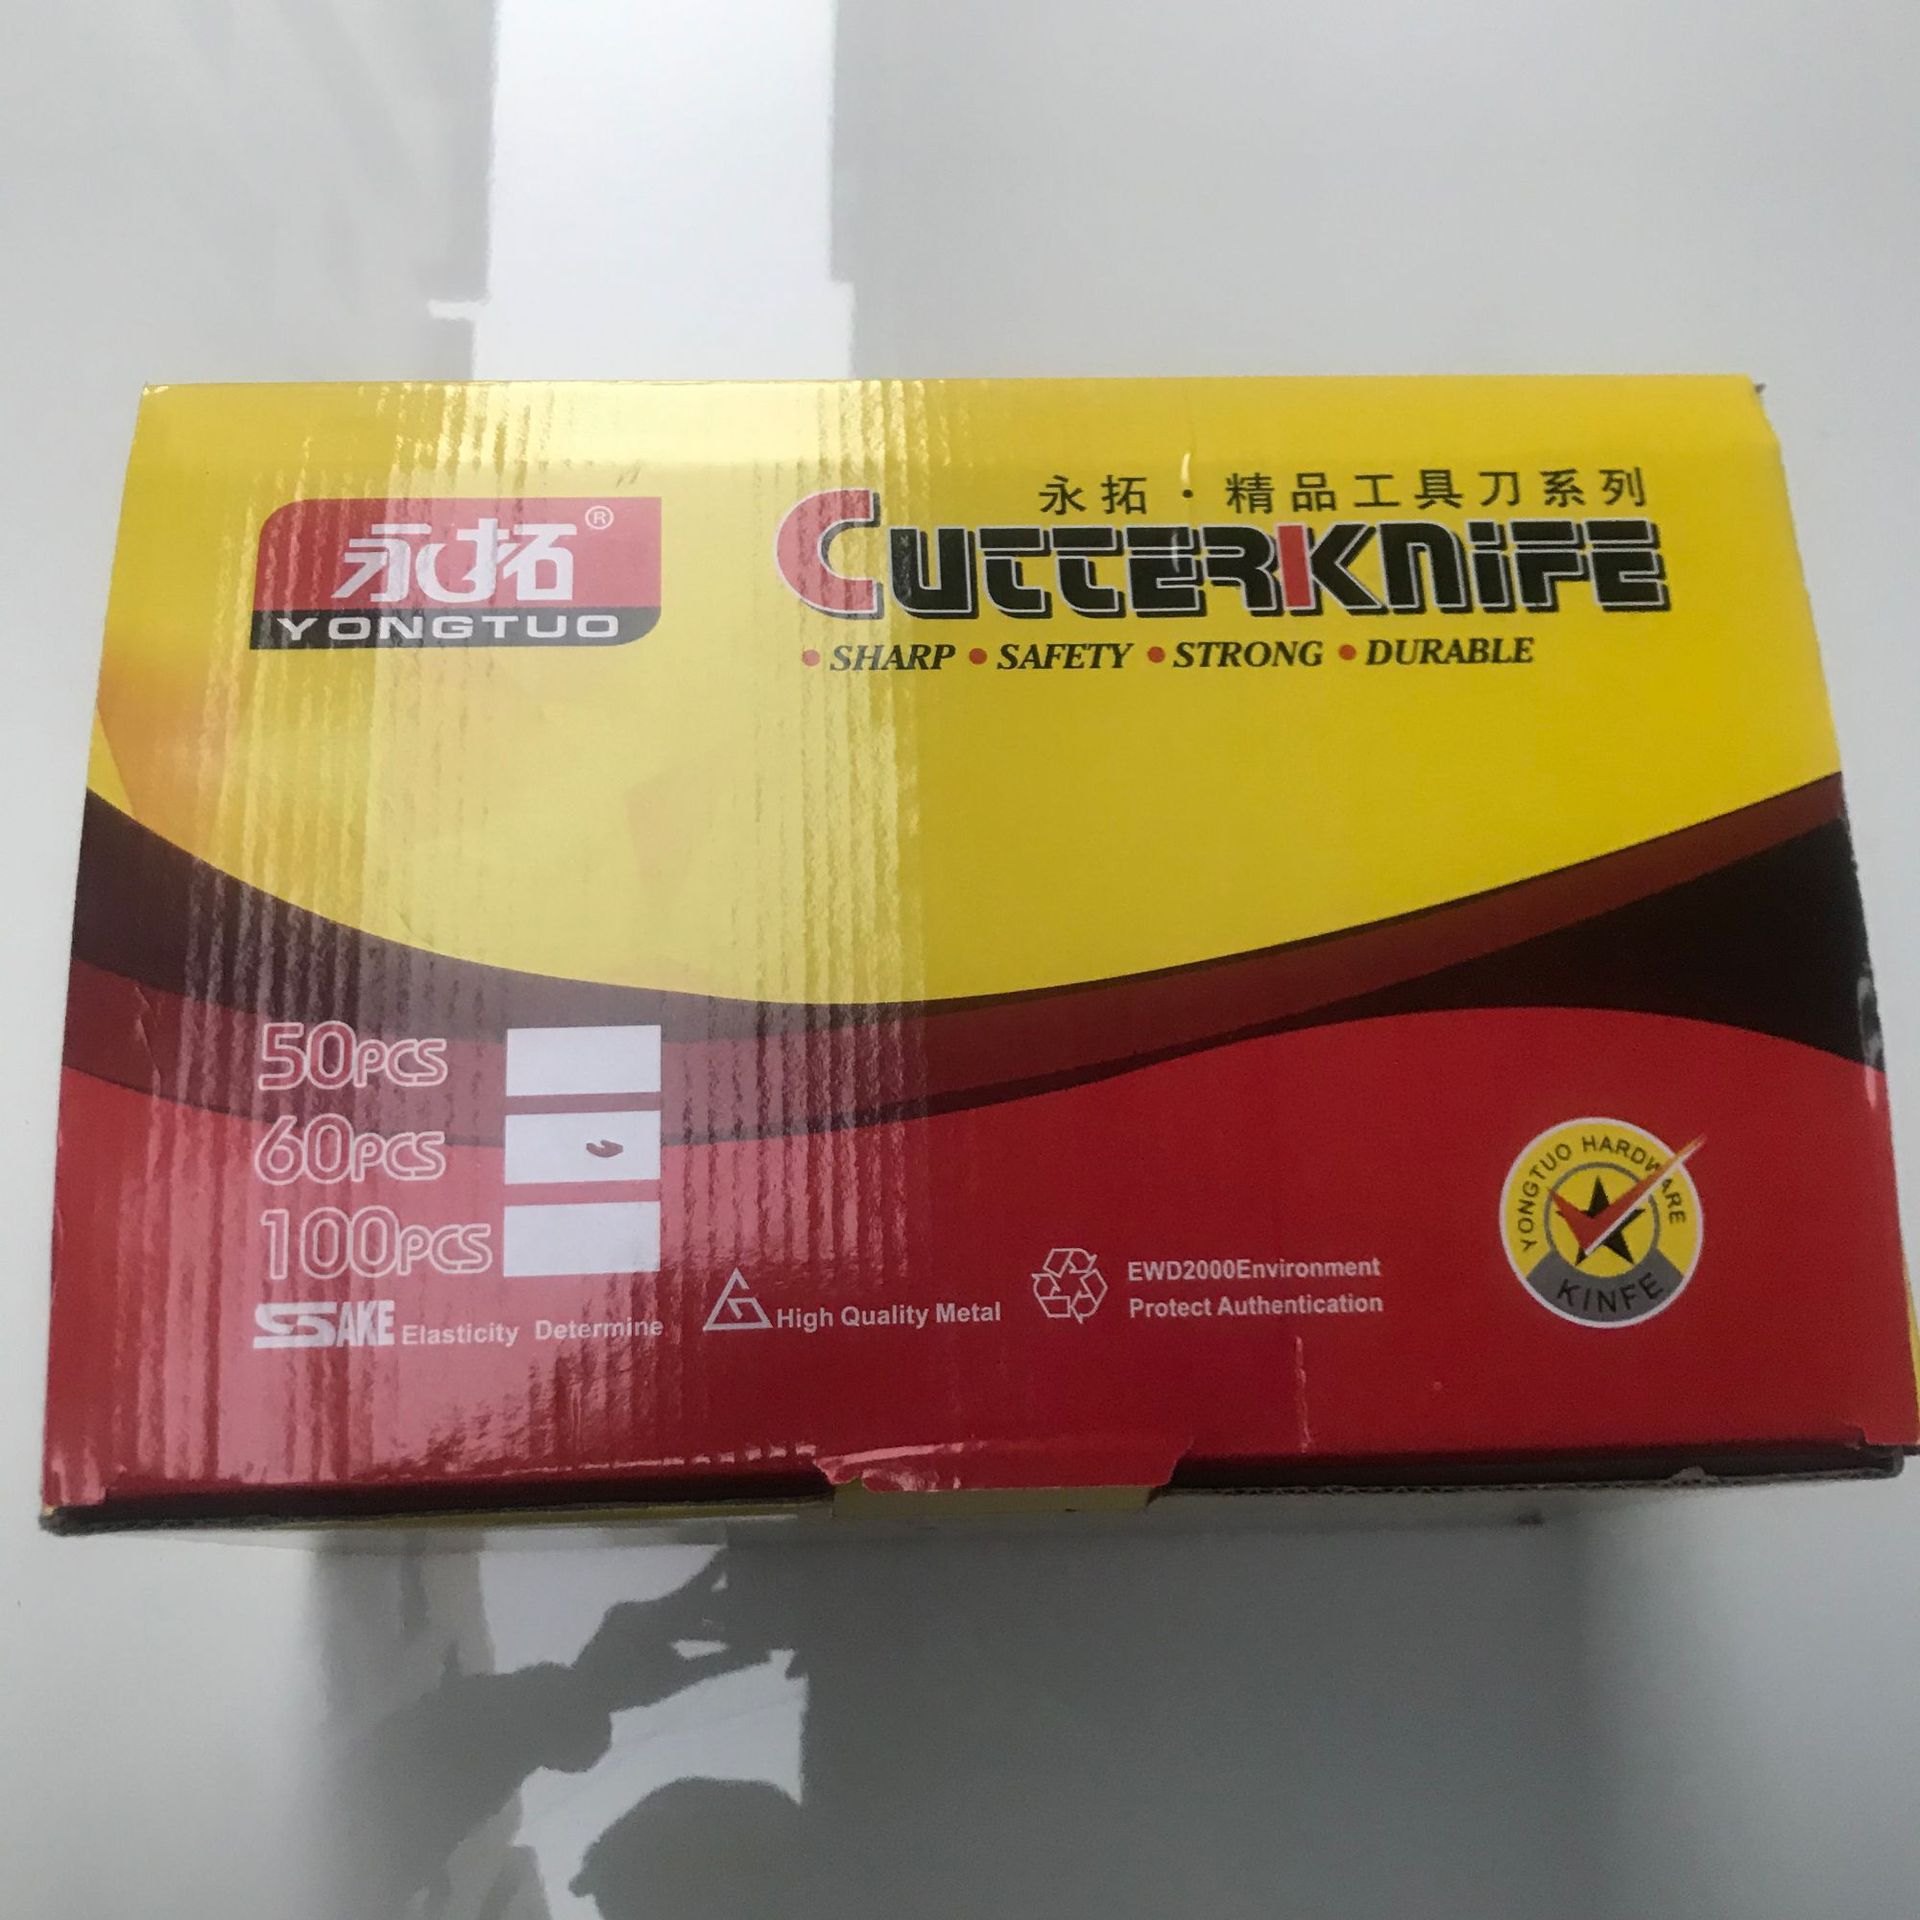 永拓®
YONGTUO
永拓·精品工具刀系列
CUTTERKNIFE
• SHARP • SAFETY • STRONG • DURABLE
50PCS
60PCS
100PCS
SSAKE Elasticity Determine
High Quality Metal
EWD2000Environment
Protect Authentication
YONGTUO HARDWARE
KINFE